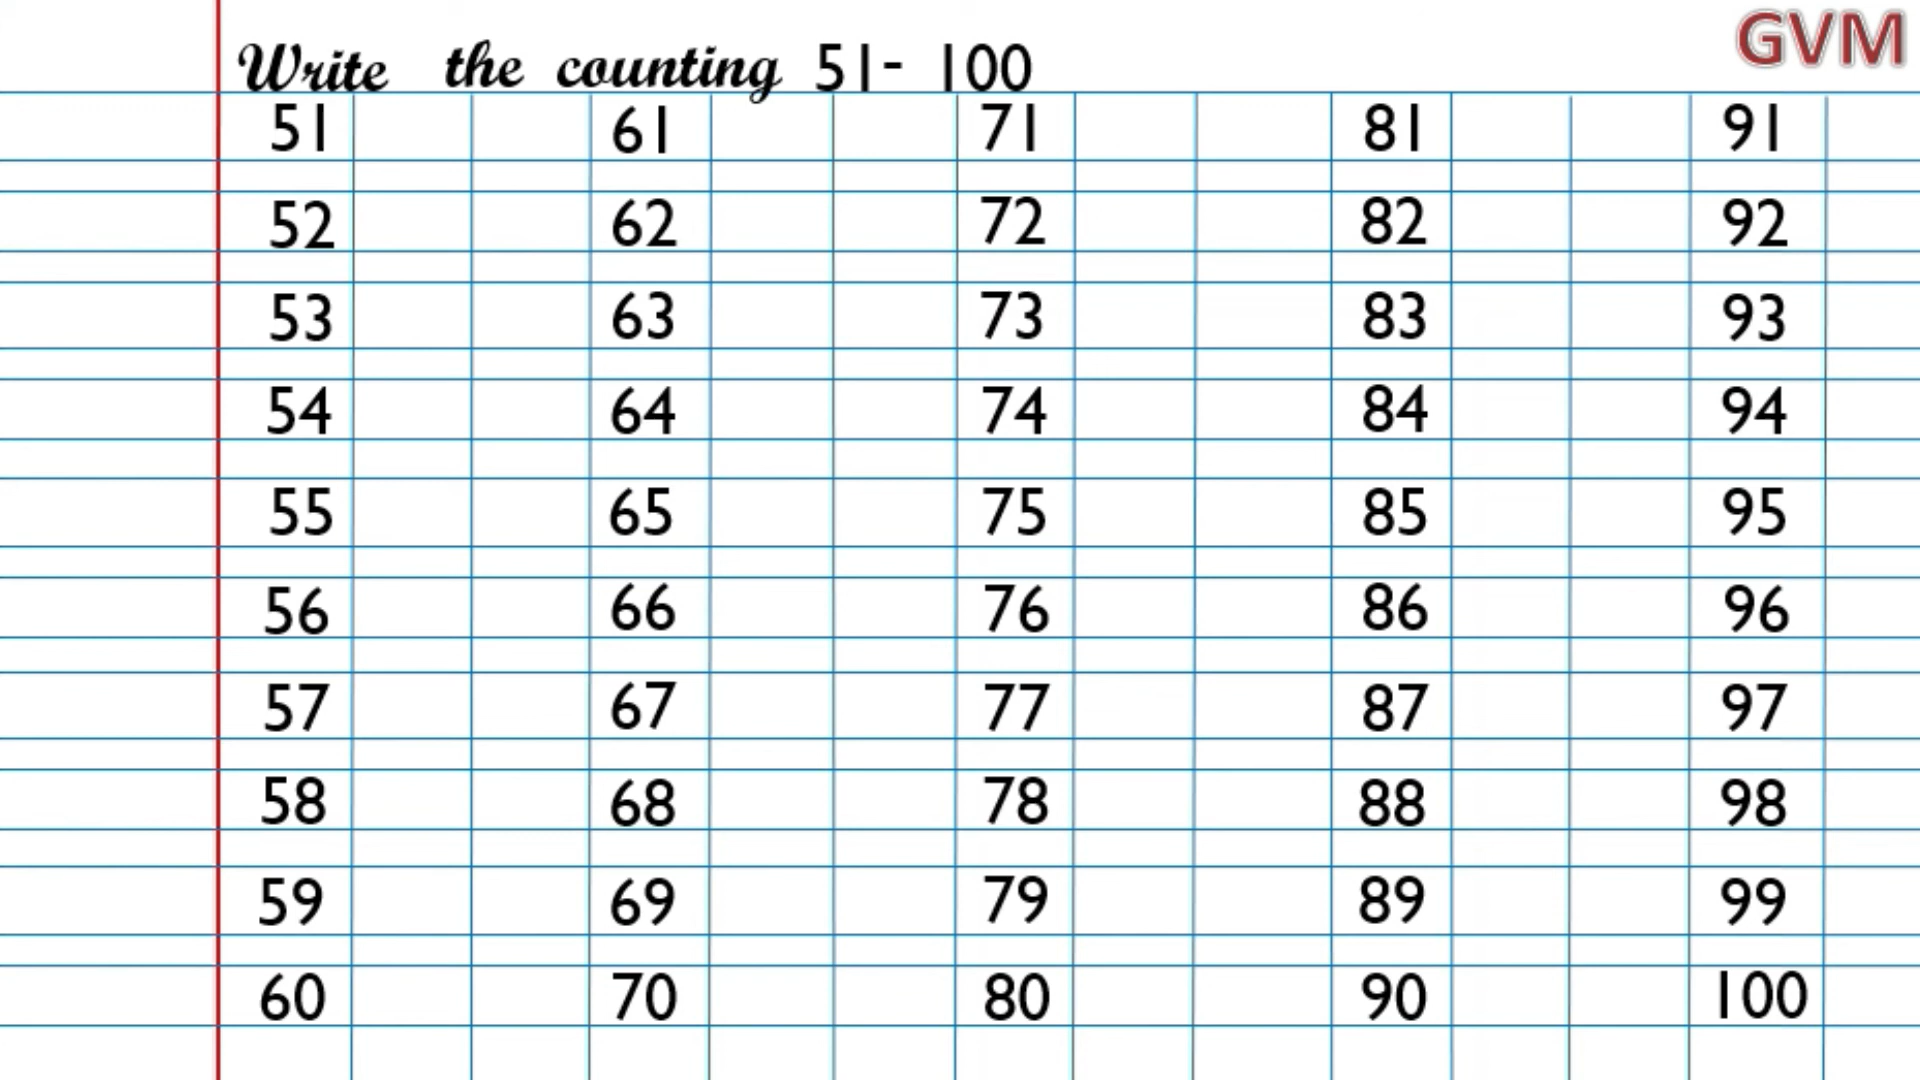 GVM
Write the counting 51- 100
51 61 71 81 91
52 62 72 82 92
53 63 73 83 93
54 64 74 84 94
55 65 75 85 95
56 66 76 86 96
57 67 77 87 97
58 68 78 88 98
59 69 79 89 99
60 70 80 90 100